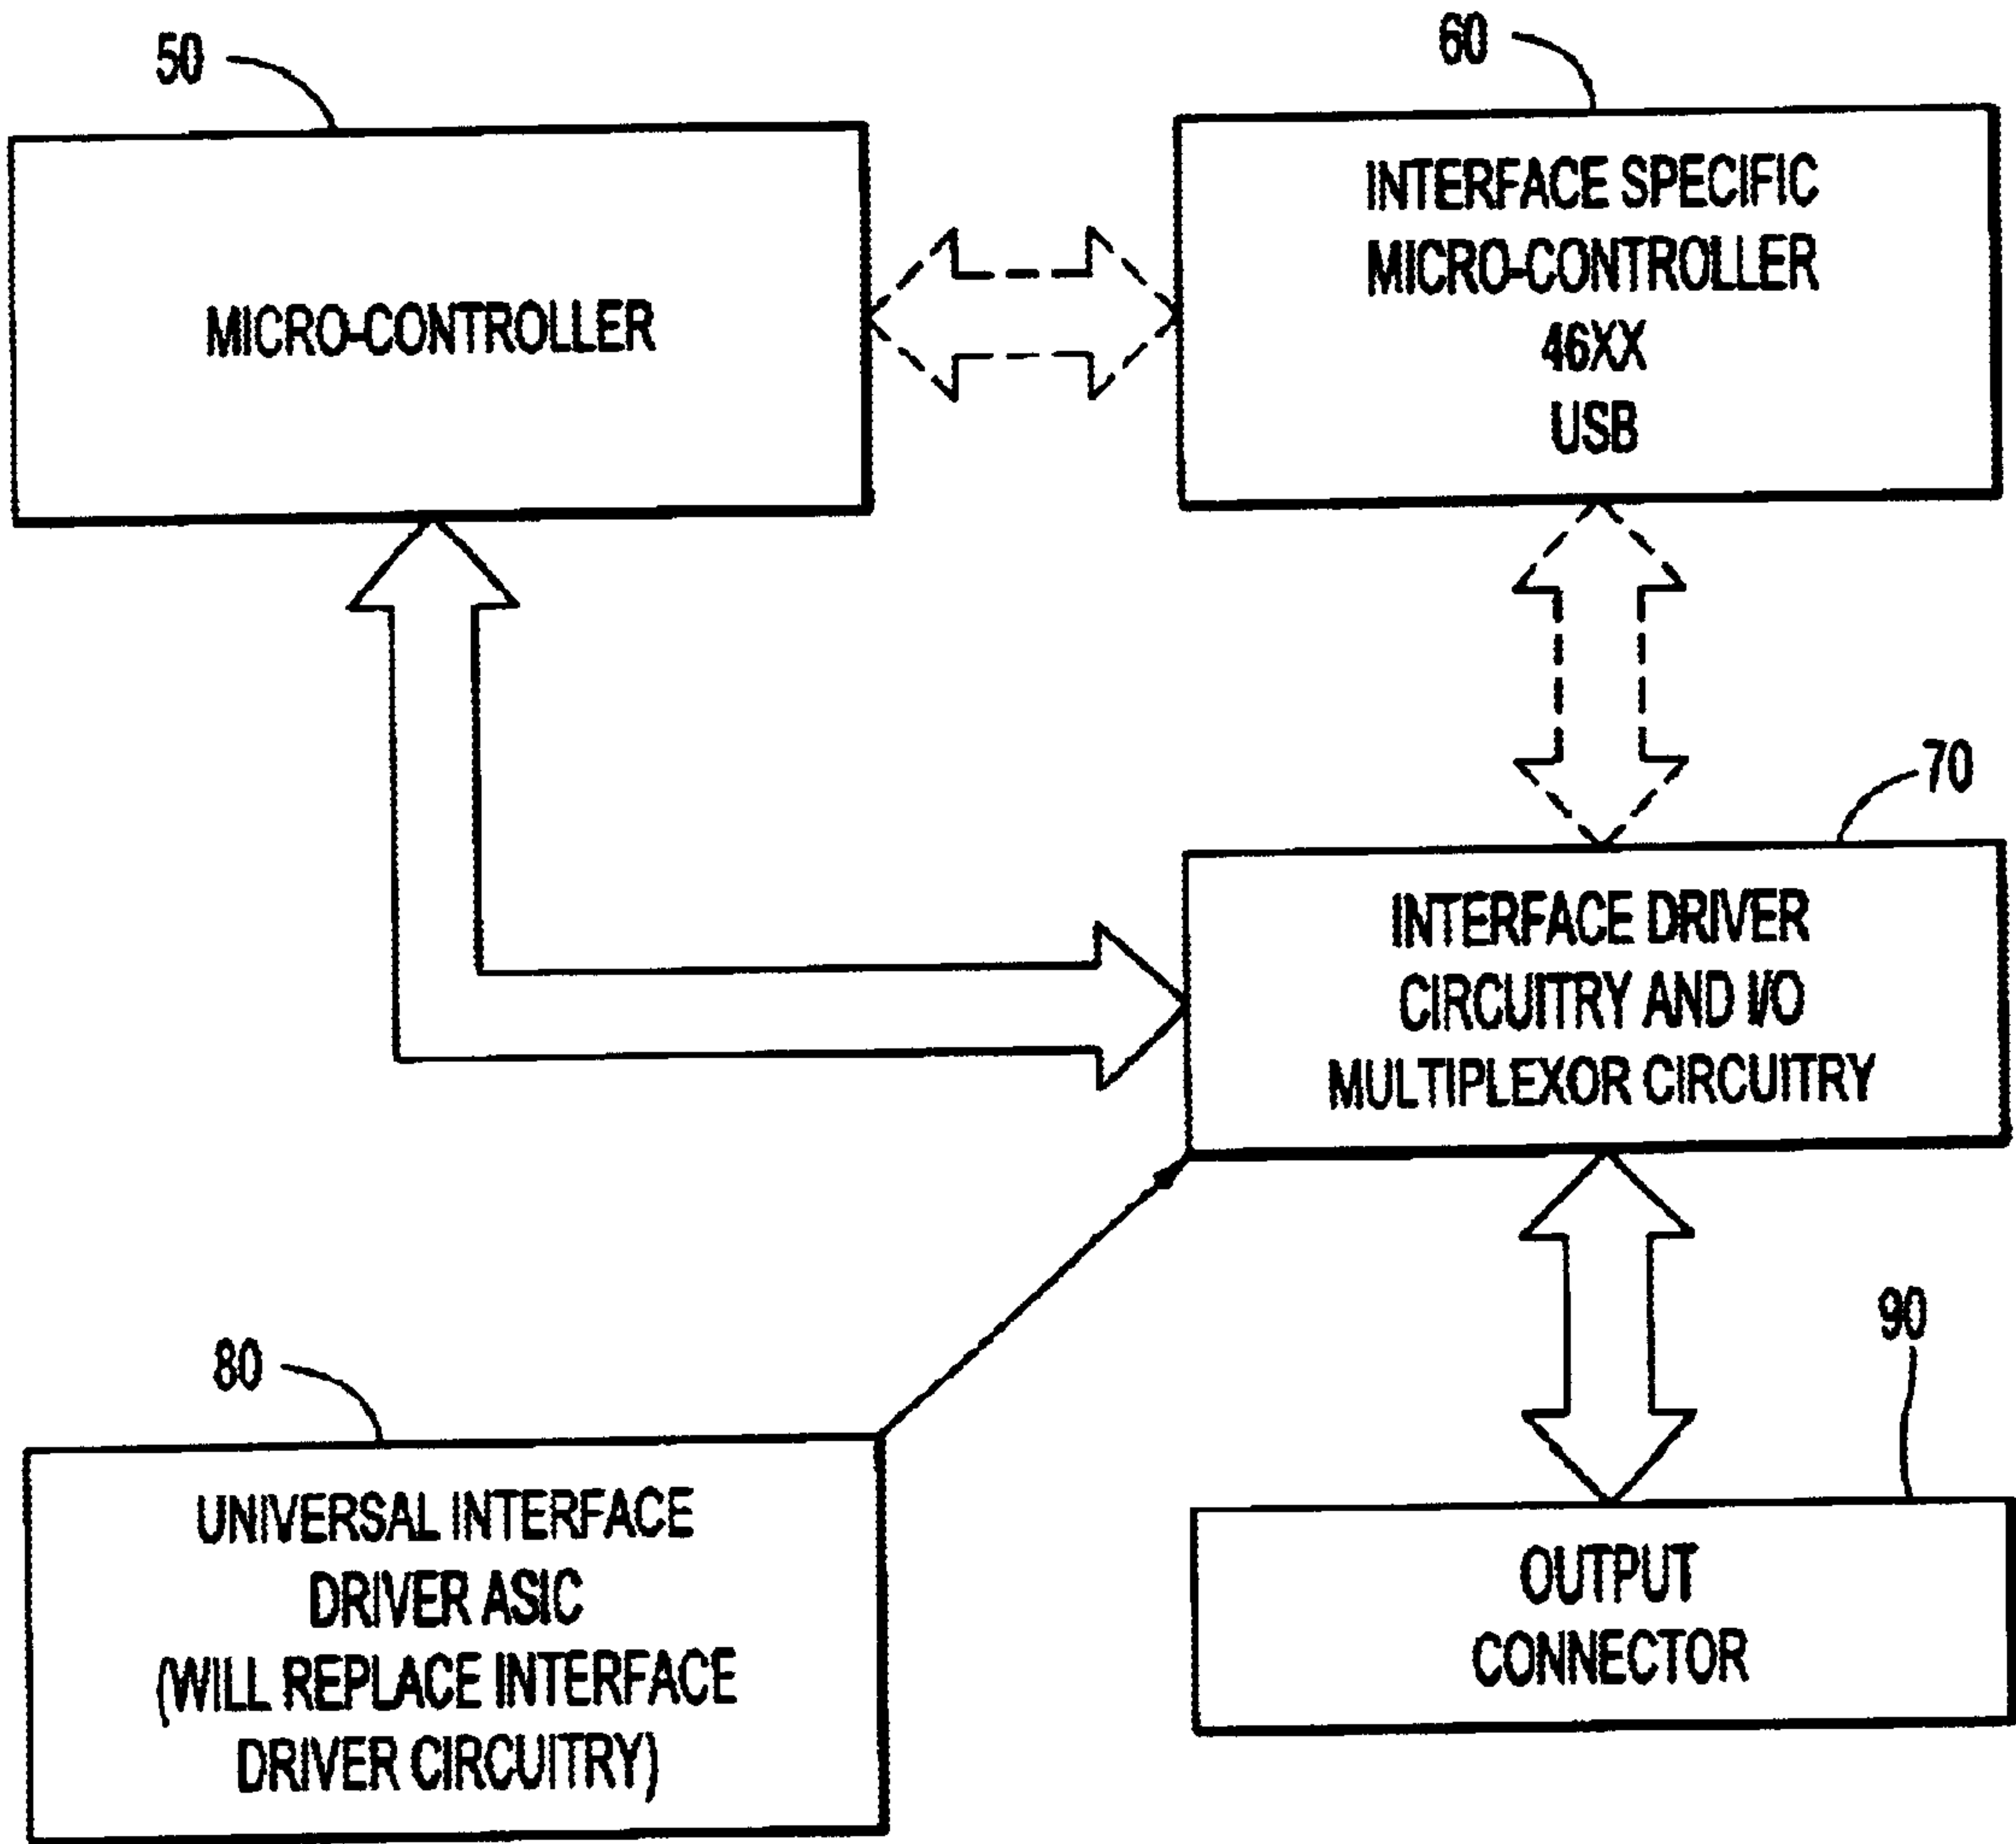 50
60
MICRO-CONTROLLER
INTERFACE SPECIFIC
MICRO-CONTROLLER
46XX
USB
70
INTERFACE DRIVER
CIRCUITRY AND I/O
MULTIPLEXOR CIRCUITRY
80
90
UNIVERSAL INTERFACE
DRIVER ASIC
(WILL REPLACE INTERFACE
DRIVER CIRCUITRY)
OUTPUT
CONNECTOR